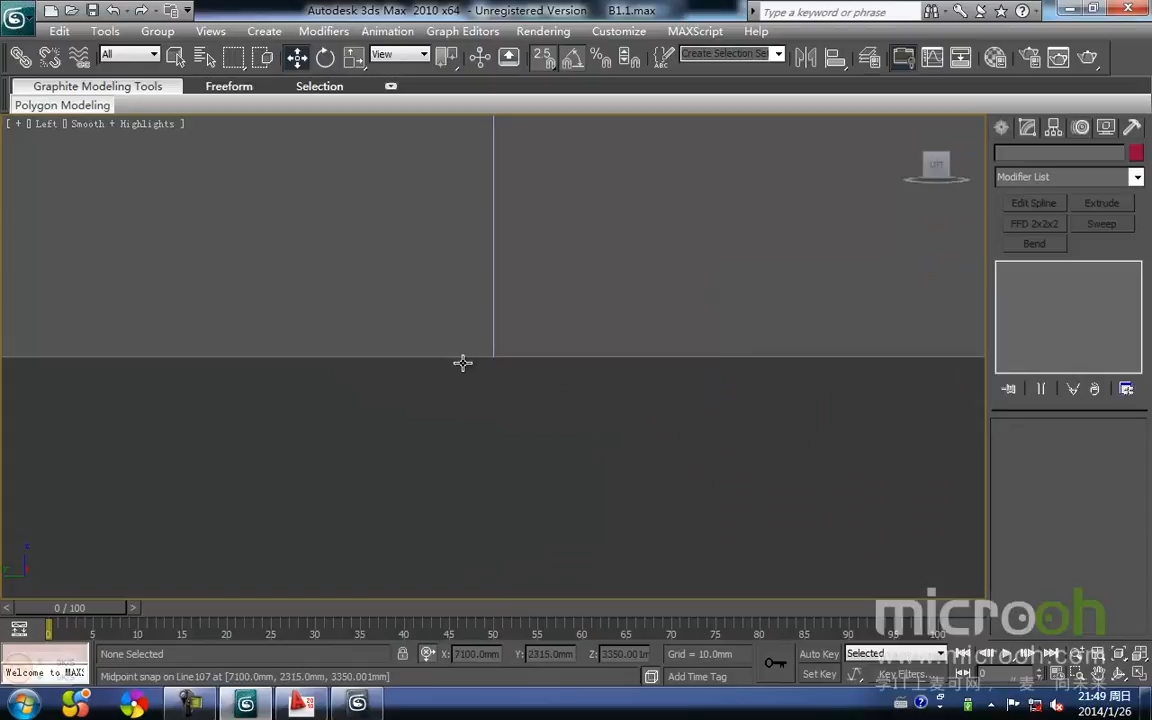 Autodesk 3ds Max 2010 x64 - Unregistered Version B1.1.max
Type a keyword or phrase
Edit Tools Group Views Create Modifiers Animation Graph Editors Rendering Customize MAXScript Help
All View 2.5 Create Selection Se
Graphite Modeling Tools Freeform Selection
Polygon Modeling
[ + ] Left [] Smooth + Highlights ]
LEFT
Modifier List
Edit Spline Extrude
FFD 2x2x2 Sweep
Bend
0 / 100
0 5 10 15 20 25 30 35 40 45 50 55 60 65 70 75 80 85 90 95 100
None Selected X: 7100.0mm Y: 2315.0mm Z: 3350.001m Grid = 10.0mm Auto Key Selected
Welcome to MAX: Midpoint snap on Line107 at [7100.0mm, 2315.0mm, 3350.001mm] Add Time Tag Set Key Key Filters... 0
microoh
www.microoh.com
21:49 周日
2014/1/26